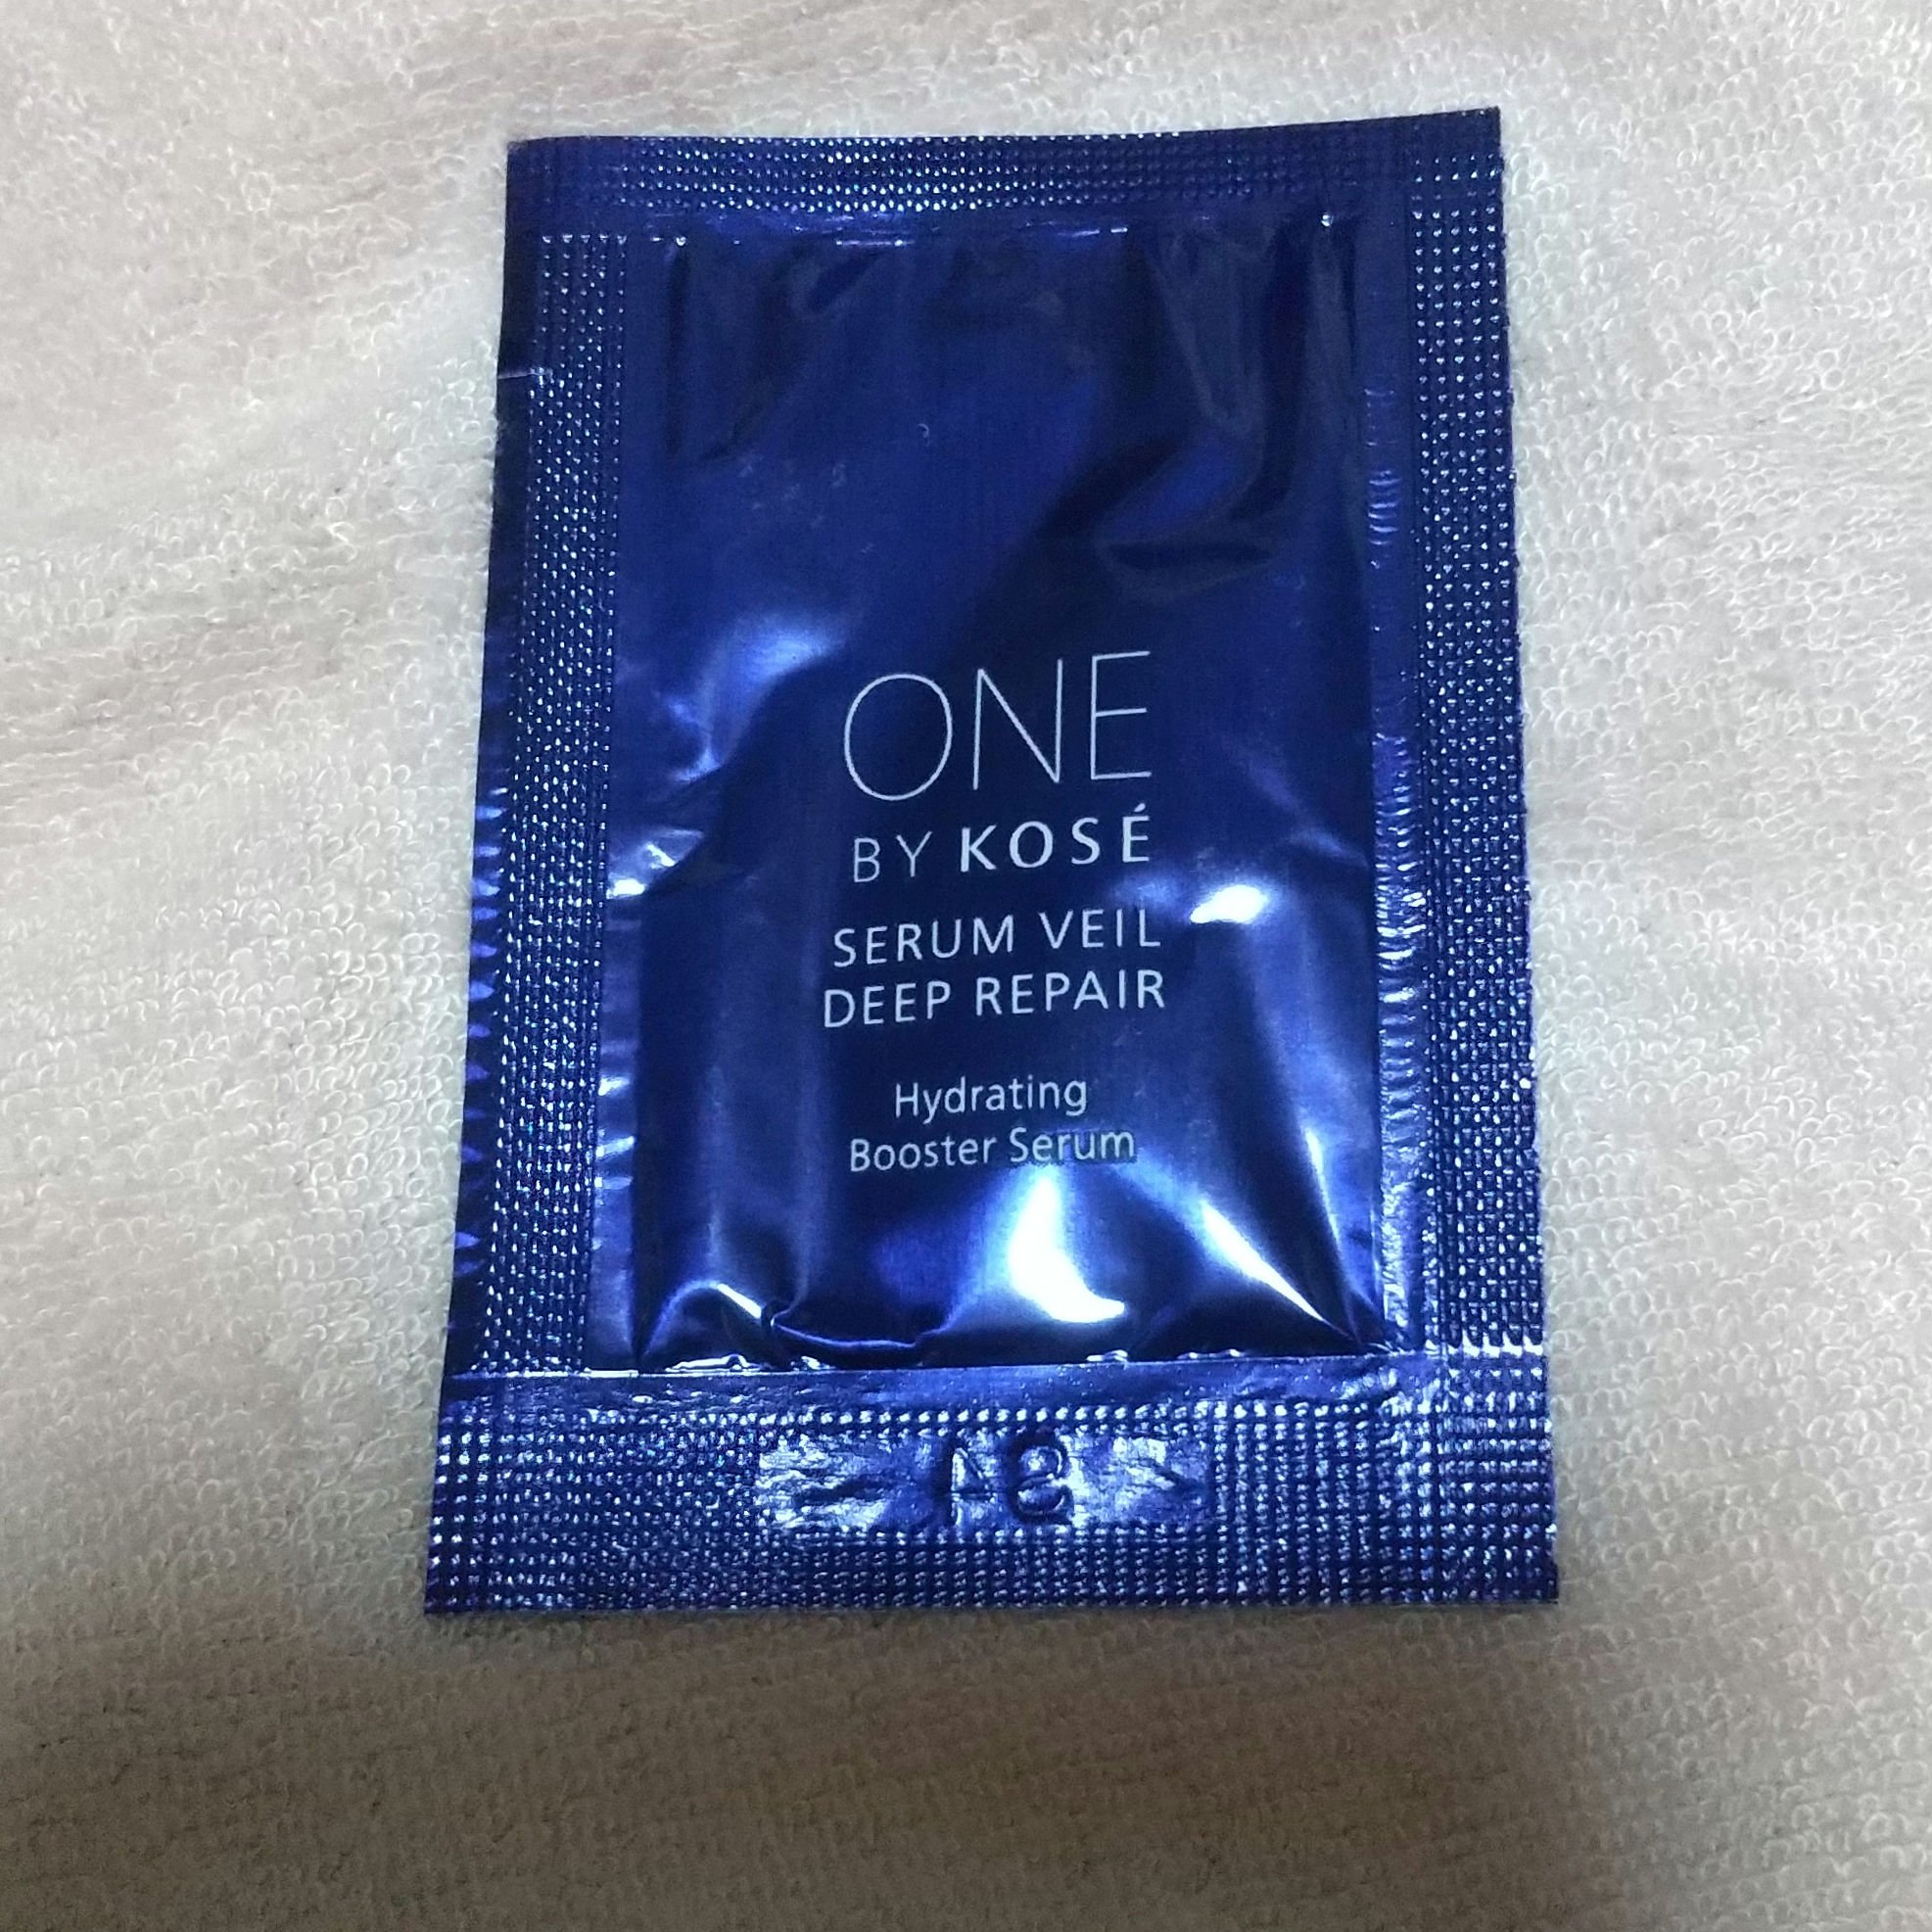 ONE
BY KOSÉ
SERUM VEIL
DEEP REPAIR
Hydrating
Booster Serum